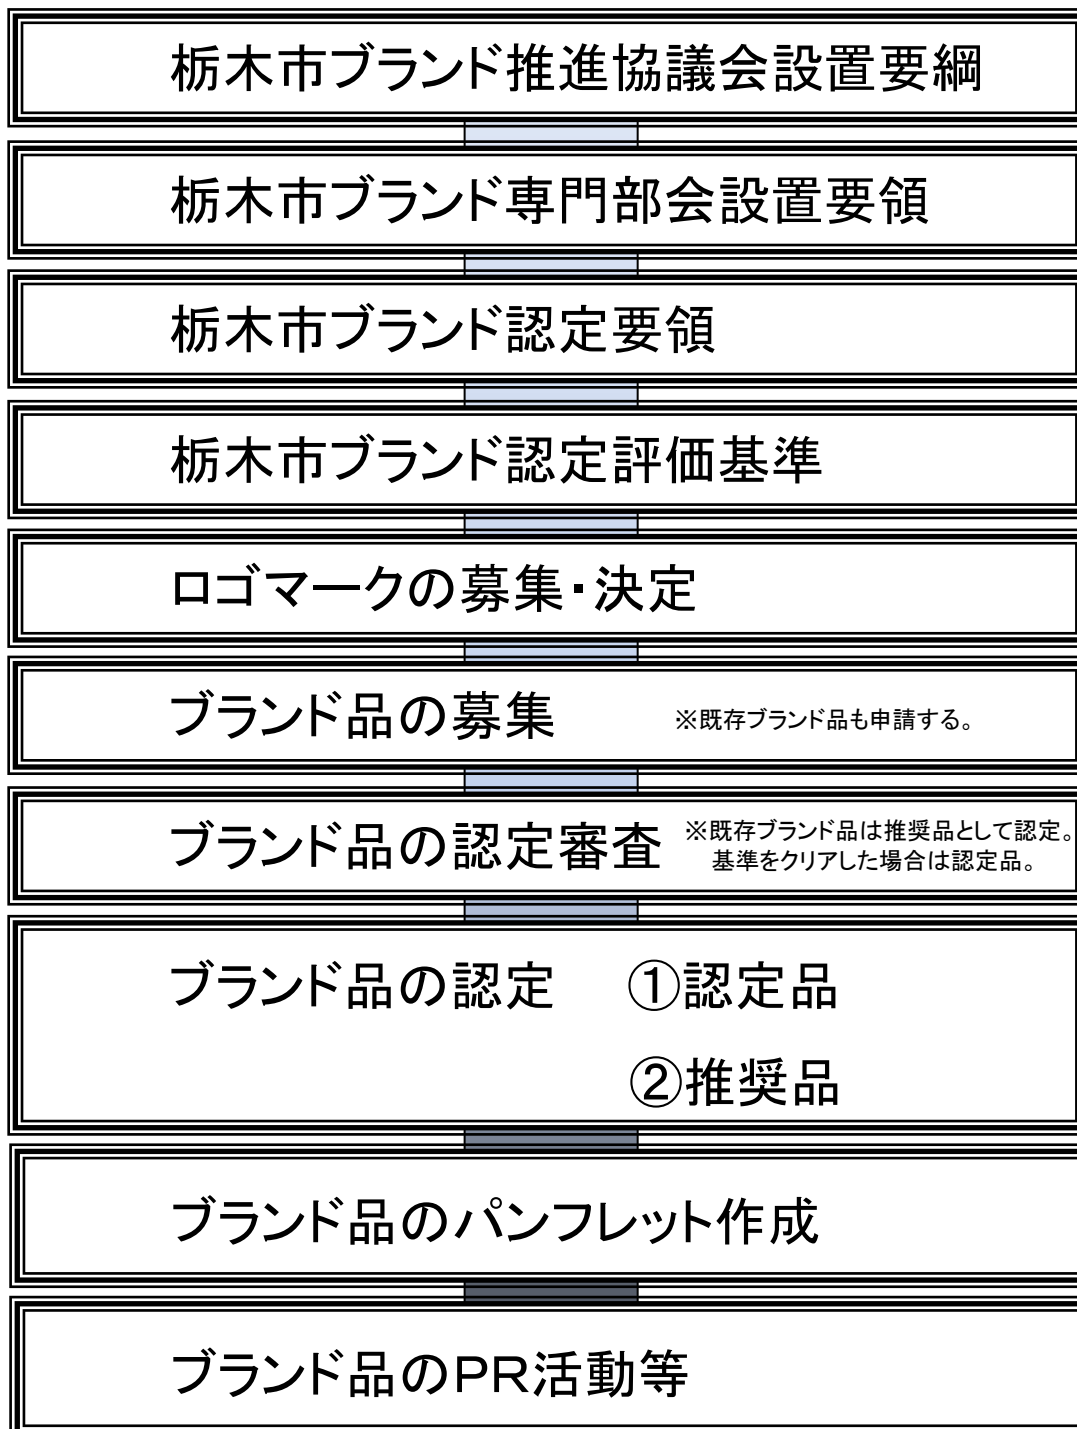 栃木市ブランド推進協議会設置要綱
栃木市ブランド専門部会設置要領
栃木市ブランド認定要領
栃木市ブランド認定評価基準
ロゴマークの募集・決定
ブランド品の募集 ※既存ブランド品も申請する。
ブランド品の認定審査 ※既存ブランド品は推奨品として認定。
基準をクリアした場合は認定品。
ブランド品の認定 ①認定品
②推奨品
ブランド品のパンフレット作成
ブランド品のPR活動等